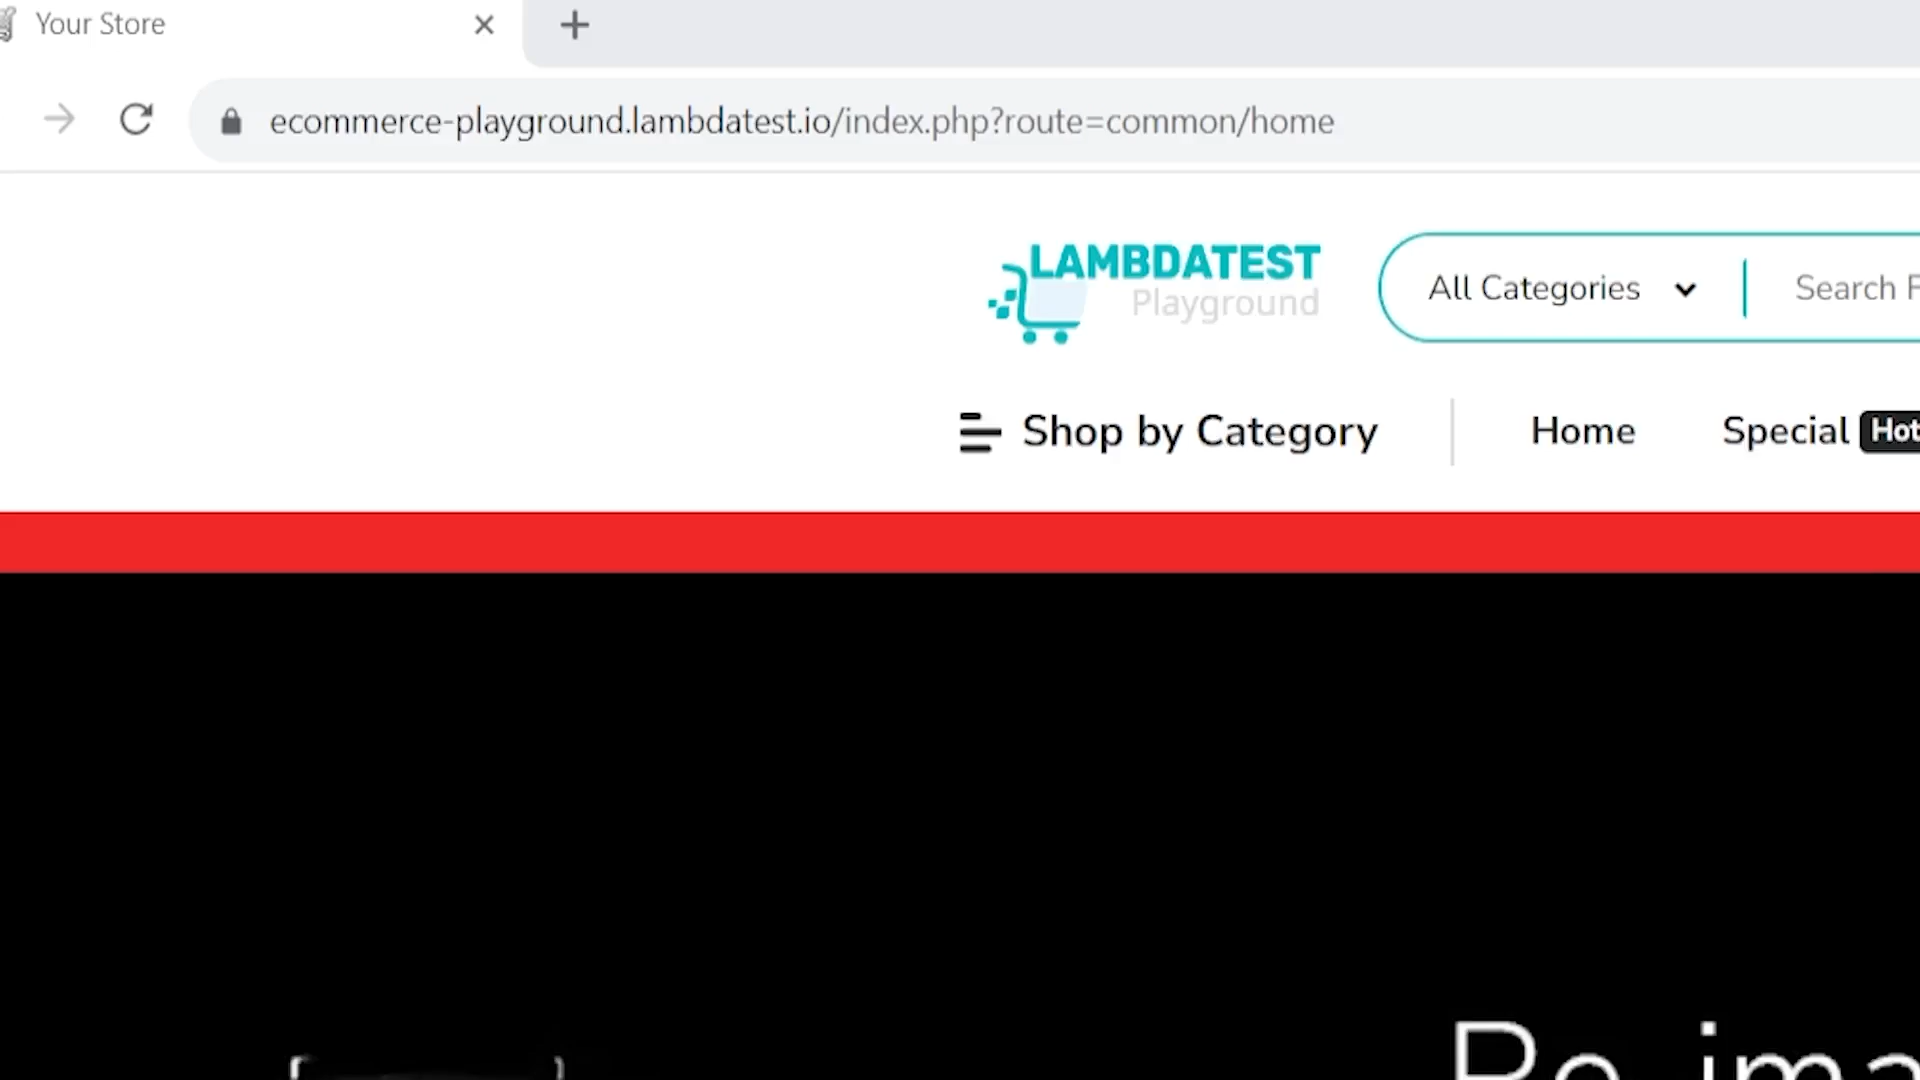 Your Store
ecommerce-playground.lambdatest.io/index.php?route=common/home
LAMBDATEST
Playground
All Categories
Search
Shop by Category
Home
Special
Hot